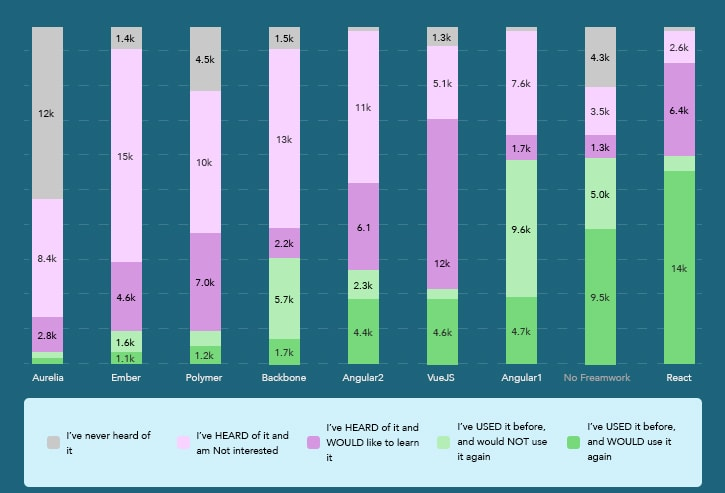 12k
8.4k
2.8k
1.4k
15k
4.6k
1.6k
1.1k
4.5k
10k
7.0k
1.2k
1.5k
13k
2.2k
5.7k
1.7k
11k
6.1
2.3k
4.4k
1.3k
5.1k
12k
4.6k
7.6k
1.7k
9.6k
4.7k
4.3k
3.5k
1.3k
5.0k
9.5k
2.6k
6.4k
14k
Aurelia
Ember
Polymer
Backbone
Angular2
VueJS
Angular1
No Freamwork
React
I've never heard of
it
I've HEARD of it and
am Not interested
I've HEARD of it and
WOULD like to learn
it
I've USED it before,
and would NOT use
it again
I've USED it before,
and WOULD use it
again